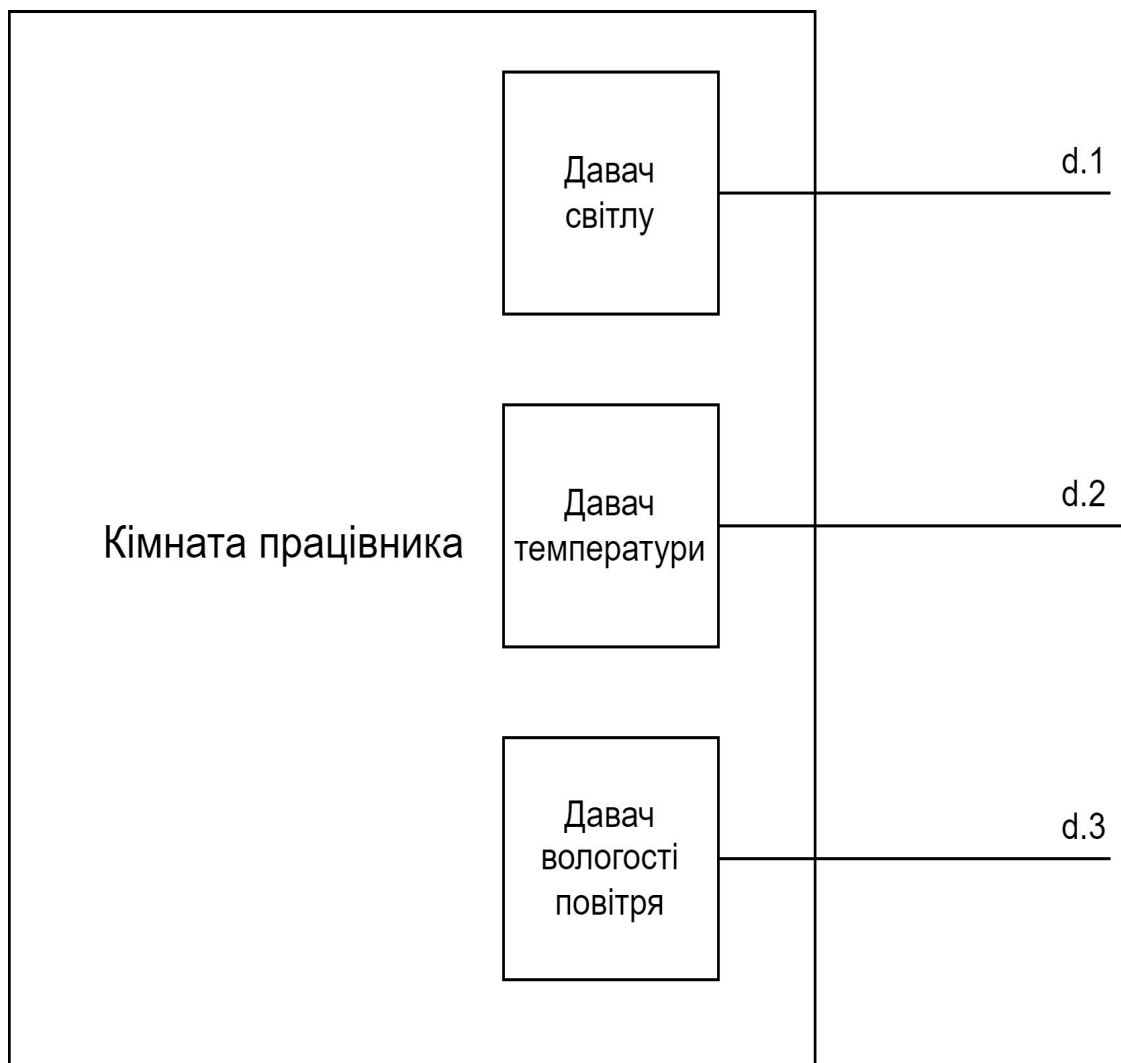 Давач
світлу
d.1
Кімната працівника
Давач
температури
d.2
Давач
вологості
повітря
d.3